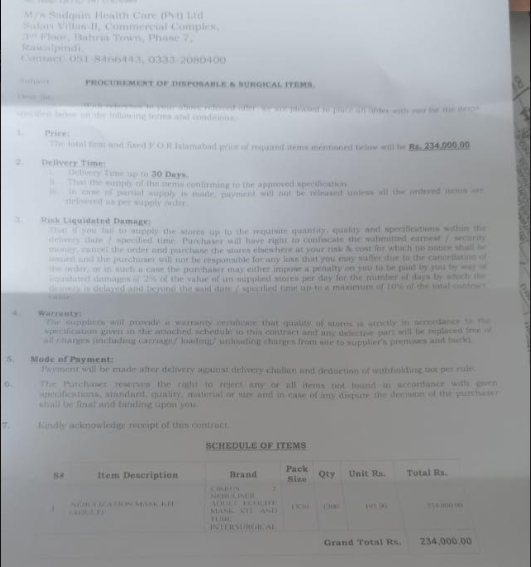 M/s Sadqain Health Care (Pvt) Ltd
Safari Villas-II, Commercial Complex,
3rd Floor, Bahria Town, Phase 7,
Rawalpindi.
Contact: 051-8466443, 0333-2080400
Subject: PROCUREMENT OF DISPOSABLE & SURGICAL ITEMS.
With reference to your above referred offer, we are pleased to place an order with you for the items
specified below on the following terms and conditions:
1. Price:
The total firm and fixed F.O.R Islamabad price of required items mentioned below will be Rs. 234,000.00
2. Delivery Time:
i. Delivery Time up to 30 Days.
ii. That the supply of the items conforming to the approved specification.
iii. In case of partial supply is made, payment will not be released unless all the ordered items are
delivered as per supply order.
3. Risk Liquidated Damage:
That if you fail to supply the stores up to the requisite quantity, quality and specifications within the
delivery date / specified time. Purchaser will have right to confiscate the submitted earnest / security
money, cancel the order and purchase the stores elsewhere at your risk & cost for which no notice shall be
issued and the purchaser will not be responsible for any loss that you may suffer due to the cancellation of
the order, or in such a case the purchaser may either impose a penalty on you to be paid by you by way of
liquidated damages @ 2% of the value of un-supplied stores per day for the number of days by which the
delivery is delayed and beyond the said date / specified time up to a maximum of 10% of the total contract
value.
4. Warranty:
The suppliers will provide a warranty certificate that quality of stores is strictly in accordance to the
specification given in the attached schedule to this contract and any defective part will be replaced free of
all charges (including carriage/ loading/ unloading charges from site to supplier's premises and back).
5. Mode of Payment:
Payment will be made after delivery against delivery challan and deduction of withholding tax per rule.
6. The Purchaser reserves the right to reject any or all items not found in accordance with given
specifications, standard, quality, material or size and in case of any dispute the decision of the purchaser
shall be final and binding upon you.
7. Kindly acknowledge receipt of this contract.
SCHEDULE OF ITEMS
S# Item Description Brand Pack Size Qty Unit Rs. Total Rs.
1 NEBULIZATION MASK KIT (ADULT) NEBULISER ADULT MASK KIT AND TUBE INTERSURGICAL 1200 195.00 234,000.00
Grand Total Rs. 234,000.00